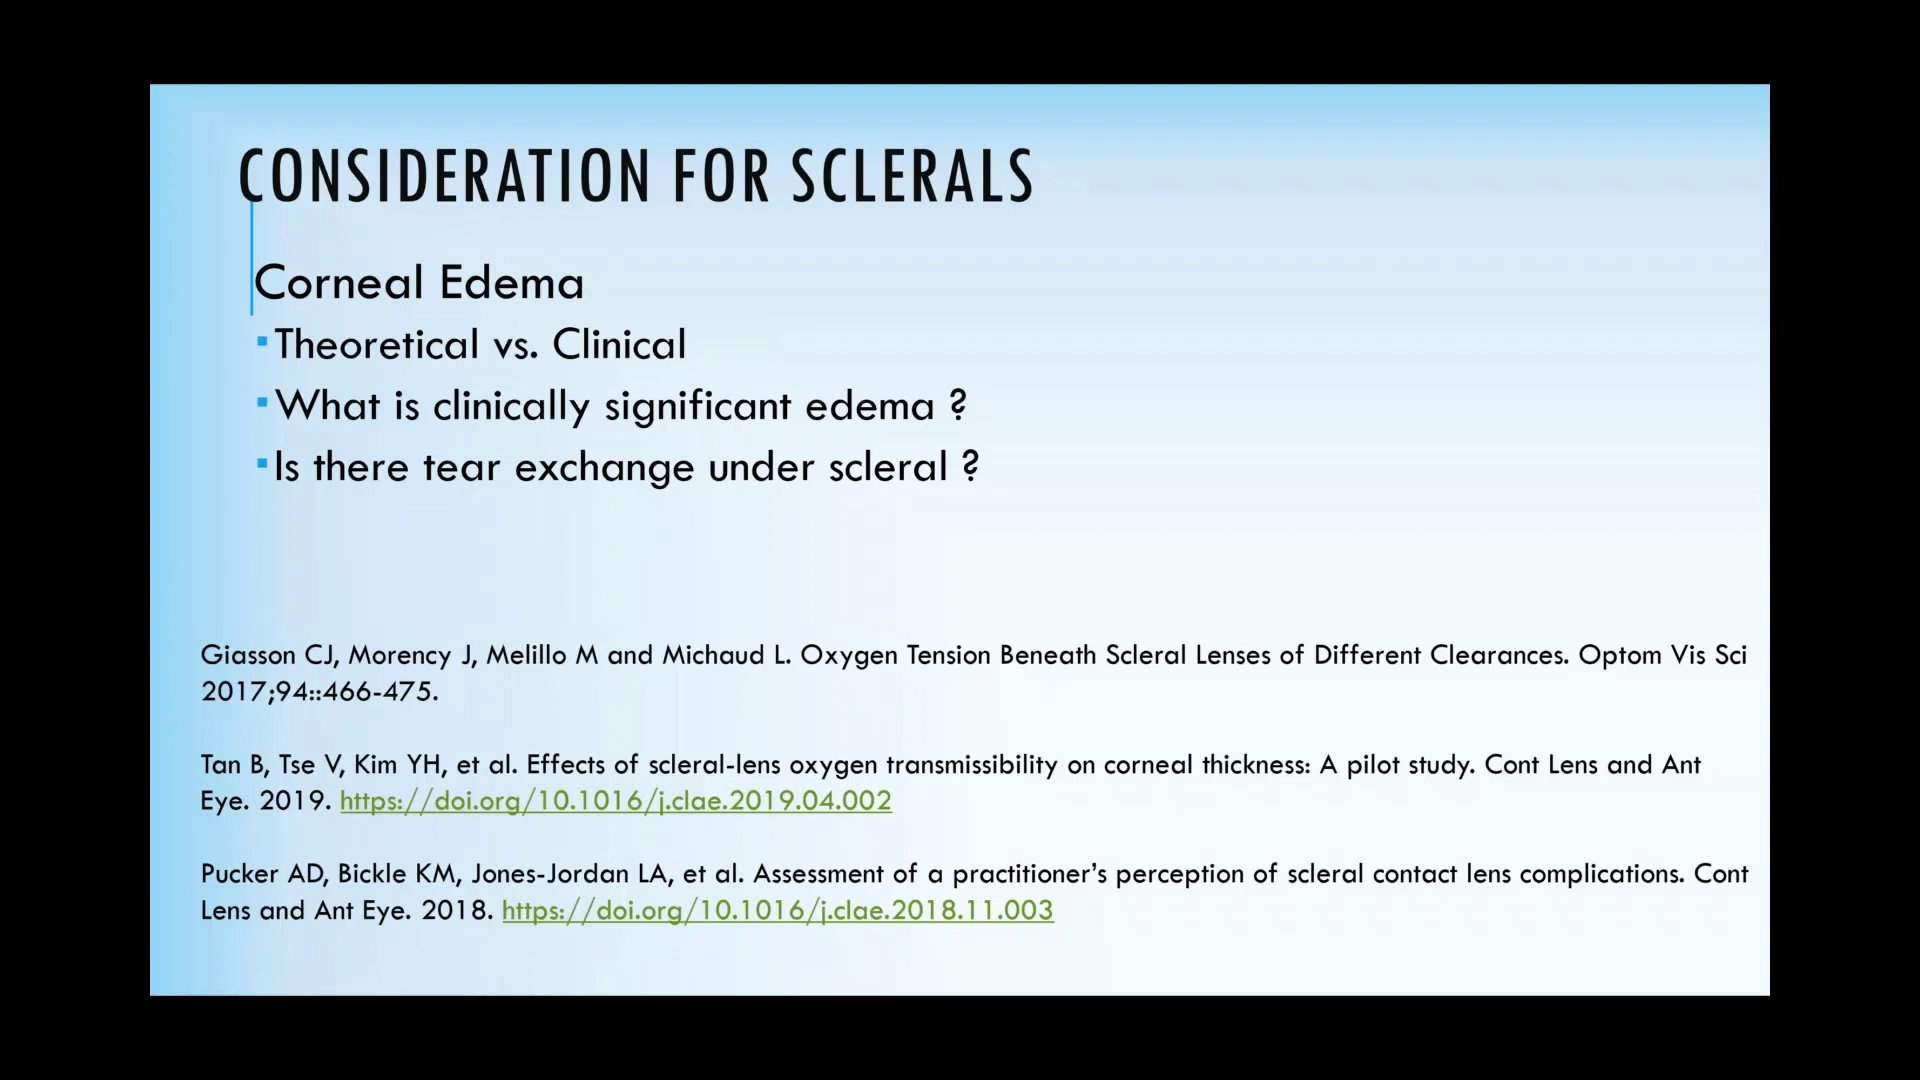 CONSIDERATION FOR SCLERALS
Corneal Edema
▪Theoretical vs. Clinical
▪What is clinically significant edema ?
▪Is there tear exchange under scleral ?
Giasson CJ, Morency J, Melillo M and Michaud L. Oxygen Tension Beneath Scleral Lenses of Different Clearances. Optom Vis Sci
2017;94::466-475.
Tan B, Tse V, Kim YH, et al. Effects of scleral-lens oxygen transmissibility on corneal thickness: A pilot study. Cont Lens and Ant
Eye. 2019. https://doi.org/10.1016/j.clae.2019.04.002
Pucker AD, Bickle KM, Jones-Jordan LA, et al. Assessment of a practitioner’s perception of scleral contact lens complications. Cont
Lens and Ant Eye. 2018. https://doi.org/10.1016/j.clae.2018.11.003